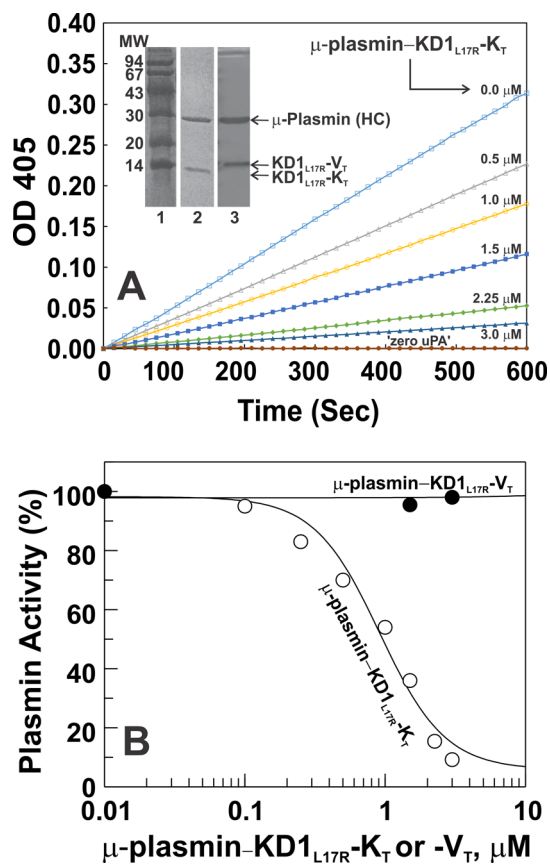 0.40
0.35
0.30
0.25
0.20
0.15
0.10
0.05
0.00
OD 405
MW
94
67
43
30
20
14
1 2 3
μ-Plasmin (HC)
KD1L17R-VT
KD1L17R-KT
μ-plasmin–KD1L17R-KT
0.0 μM
0.5 μM
1.0 μM
1.5 μM
2.25 μM
3.0 μM
'zero uPA'
A
0 100 200 300 400 500 600
Time (Sec)
100
80
60
40
20
0
Plasmin Activity (%)
μ-plasmin–KD1L17R-VT
μ-plasmin–KD1L17R-KT
B
0.01 0.1 1 10
μ-plasmin–KD1L17R-KT or -VT, μM